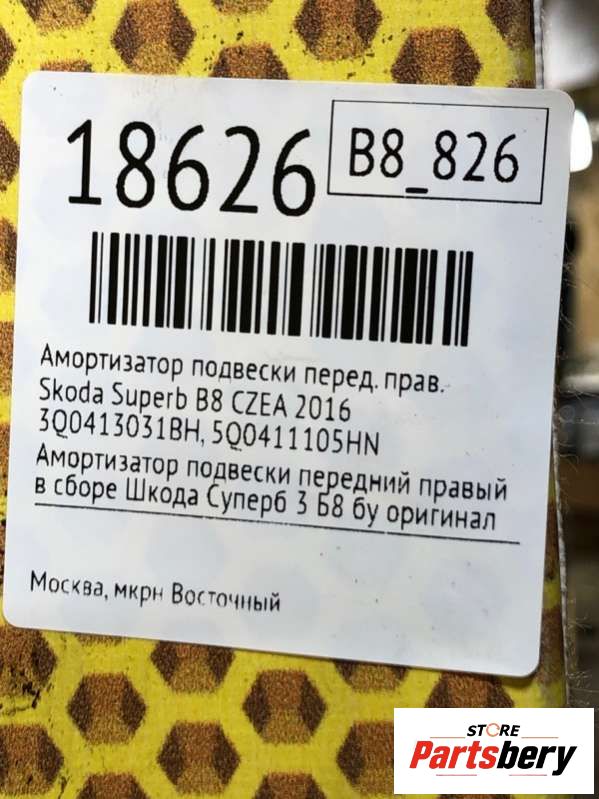 18626
B8_826
Амортизатор подвески перед. прав.
Skoda Superb B8 CZEA 2016
3Q0413031BH, 5Q0411105HN
Амортизатор подвески передний правый
в сборе Шкода Суперб 3 Б8 бу оригинал
Москва, мкрн Восточный
STORE
Partsbery